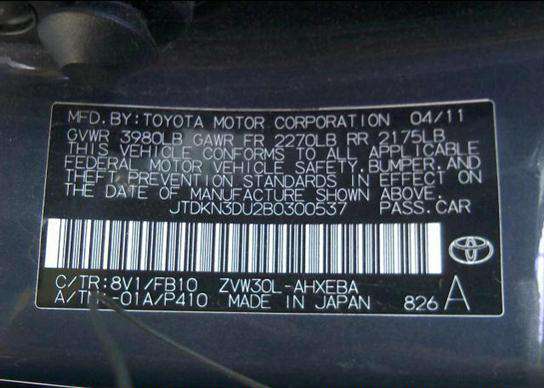 MFD. BY: TOYOTA MOTOR CORPORATION 04/11
GVWR 3980LB GAWR FR 2270LB RR 2175LB
THIS VEHICLE CONFORMS TO ALL APPLICABLE
FEDERAL MOTOR VEHICLE SAFETY, BUMPER, AND
THEFT PREVENTION STANDARDS IN EFFECT ON
THE DATE OF MANUFACTURE SHOWN ABOVE.
JTDKN3DU2B0300537 PASS. CAR
C/TR: 8V1/FB10 ZVW30L-AHXEBA
-01A/P410 MADE IN JAPAN 826 A